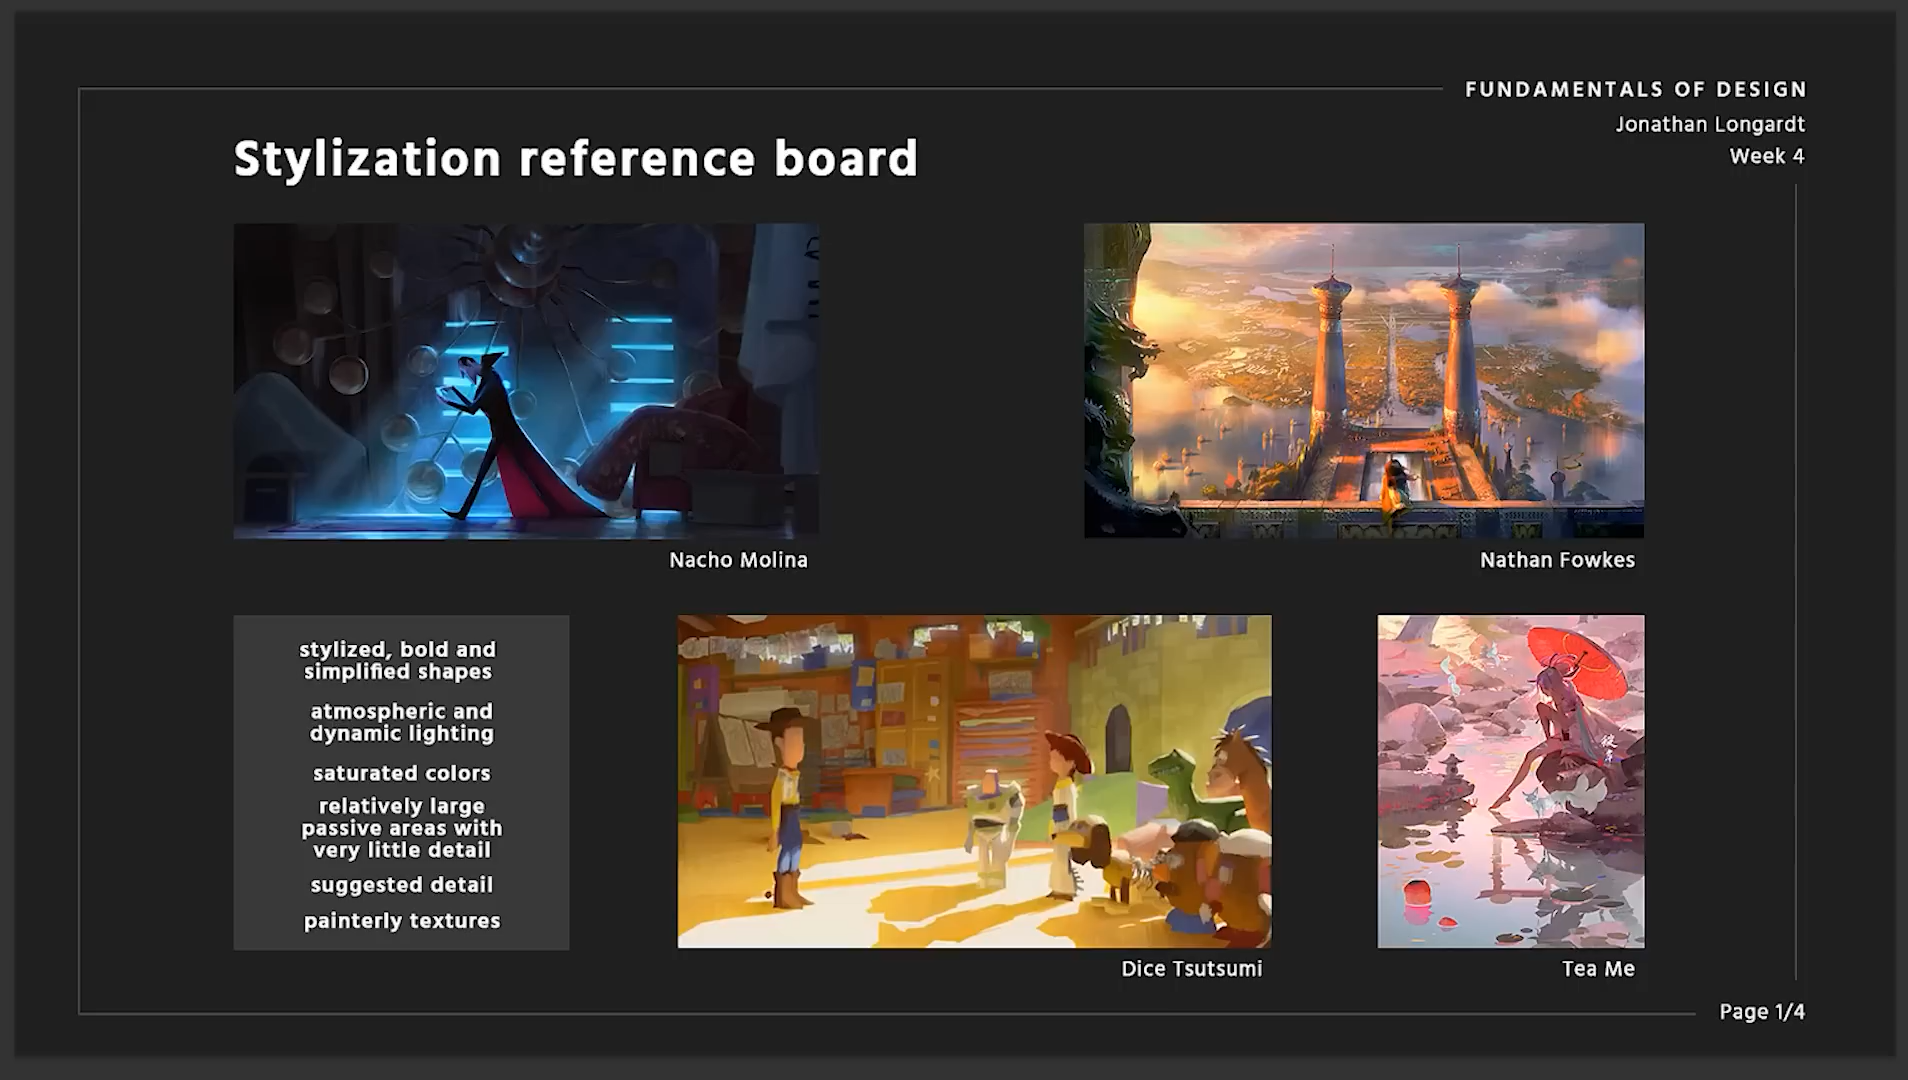 FUNDAMENTALS OF DESIGN
Jonathan Longardt
Week 4
Stylization reference board
Nacho Molina
Nathan Fowkes
stylized, bold and
simplified shapes
atmospheric and
dynamic lighting
saturated colors
relatively large
passive areas with
very little detail
suggested detail
painterly textures
Dice Tsutsumi
Tea Me
Page 1/4